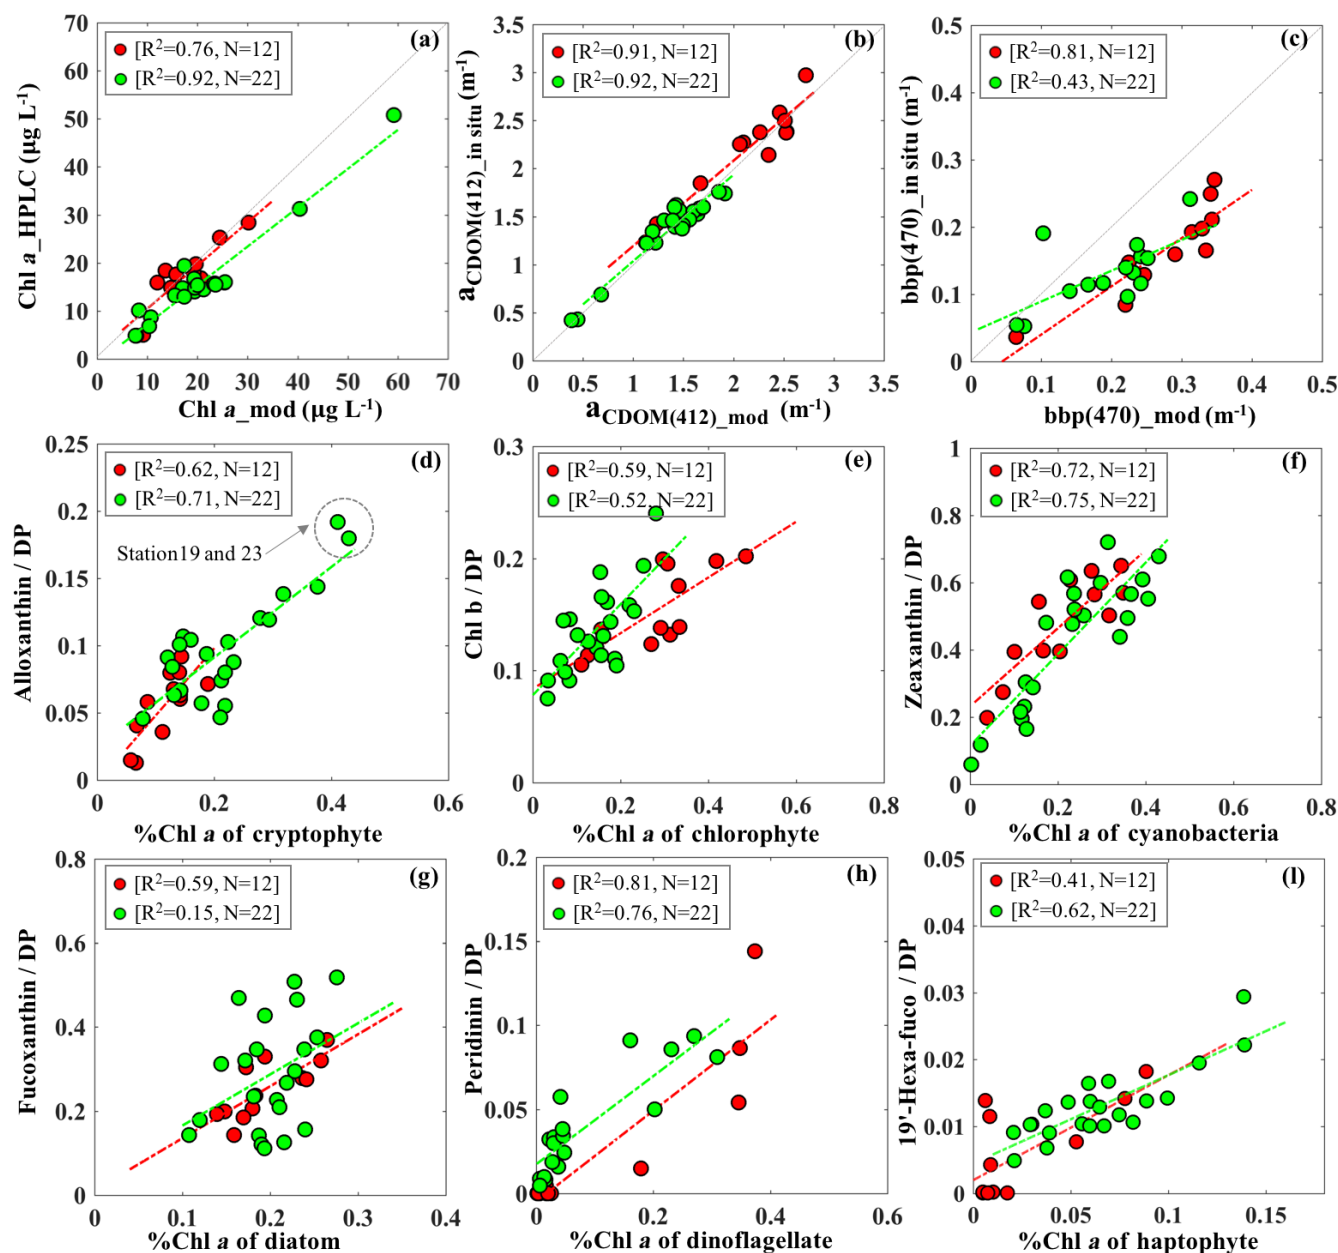 (a)
[R²=0.76, N=12]
[R²=0.92, N=22]
Chl a_HPLC (µg L⁻¹)
70
60
50
40
30
20
10
0
0 10 20 30 40 50 60 70
Chl a_mod (µg L⁻¹)
(b)
[R²=0.91, N=12]
[R²=0.92, N=22]
aCDOM(412)_in situ (m⁻¹)
3.5
3
2.5
2
1.5
1
0.5
0
0 0.5 1 1.5 2 2.5 3 3.5
aCDOM(412)_mod (m⁻¹)
(c)
[R²=0.81, N=12]
[R²=0.43, N=22]
bbp(470)_in situ (m⁻¹)
0.5
0.4
0.3
0.2
0.1
0
0 0.1 0.2 0.3 0.4 0.5
bbp(470)_mod (m⁻¹)
(d)
[R²=0.62, N=12]
[R²=0.71, N=22]
Station19 and 23
Alloxanthin / DP
0.25
0.2
0.15
0.1
0.05
0
0 0.2 0.4 0.6
%Chl a of cryptophyte
(e)
[R²=0.59, N=12]
[R²=0.52, N=22]
Chl b / DP
0.3
0.2
0.1
0
0 0.2 0.4 0.6 0.8
%Chl a of chlorophyte
(f)
[R²=0.72, N=12]
[R²=0.75, N=22]
Zeaxanthin / DP
1
0.8
0.6
0.4
0.2
0
0 0.2 0.4 0.6 0.8
%Chl a of cyanobacteria
(g)
[R²=0.59, N=12]
[R²=0.15, N=22]
Fucoxanthin / DP
0.8
0.6
0.4
0.2
0
0 0.1 0.2 0.3 0.4
%Chl a of diatom
(h)
[R²=0.81, N=12]
[R²=0.76, N=22]
Peridinin / DP
0.2
0.15
0.1
0.05
0
0 0.2 0.4 0.6
%Chl a of dinoflagellate
(l)
[R²=0.41, N=12]
[R²=0.62, N=22]
19'-Hexa-fuco / DP
0.05
0.04
0.03
0.02
0.01
0
0 0.05 0.1 0.15
%Chl a of haptophyte